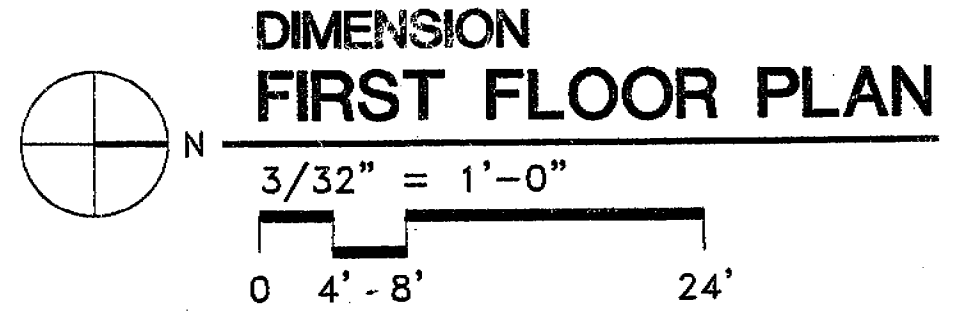 DIMENSION
FIRST FLOOR PLAN
N
3/32" = 1'-0"
0 4' - 8' 24'